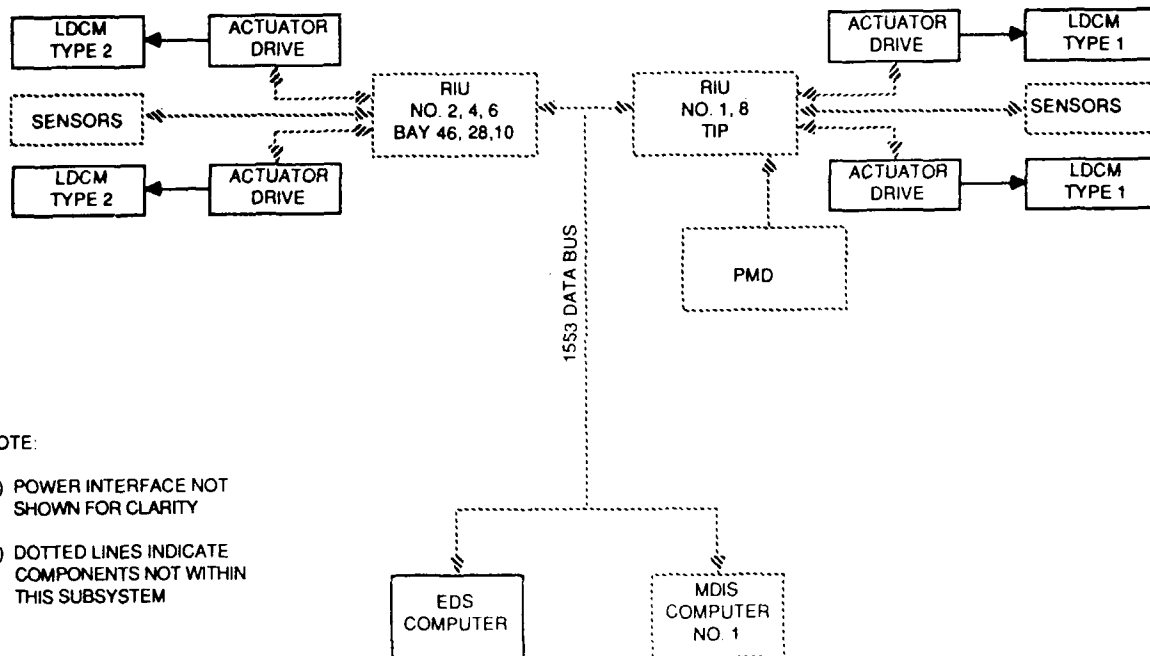 LDCM
TYPE 2
ACTUATOR
DRIVE
ACTUATOR
DRIVE
LDCM
TYPE 1
SENSORS
RIU
NO. 2, 4, 6
BAY 46, 28,10
RIU
NO. 1, 8
TIP
SENSORS
LDCM
TYPE 2
ACTUATOR
DRIVE
ACTUATOR
DRIVE
LDCM
TYPE 1
PMD
1553 DATA BUS
OTE:
) POWER INTERFACE NOT
SHOWN FOR CLARITY
) DOTTED LINES INDICATE
COMPONENTS NOT WITHIN
THIS SUBSYSTEM
EDS
COMPUTER
MDIS
COMPUTER
NO. 1